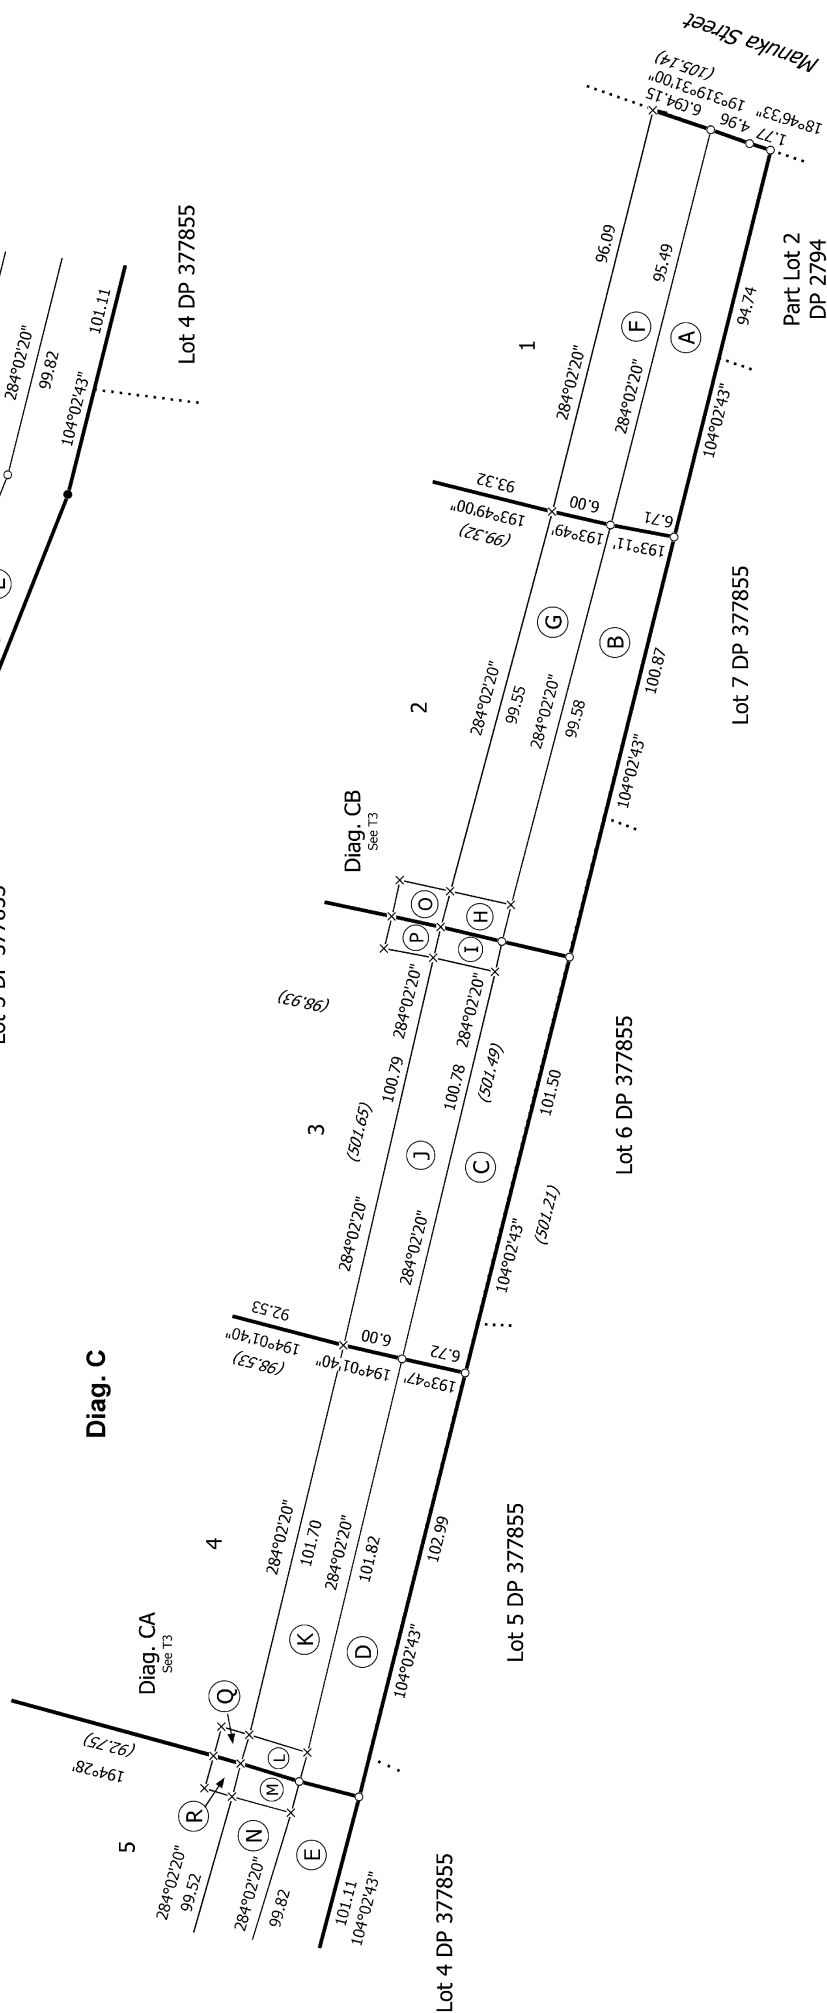 Manuka Street
(105.14)
19°31'00"
(94.15)
19°31'
4.96
18°46'33"
1.77
Part Lot 2
DP 2794
284°02'20"
99.82
104°02'43"
101.11
Lot 4 DP 377855
1
96.09
284°02'20"
F
95.49
284°02'20"
A
94.74
104°02'43"
93.32
193°49'00"
(99.32)
6.00
193°49'
6.71
193°11'
Lot 7 DP 377855
2
G
284°02'20"
99.55
B
284°02'20"
99.58
100.87
104°02'43"
Diag. CB
See T3
O
P
H
I
(98.93)
3
284°02'20"
100.79
(501.65)
284°02'20"
J
284°02'20"
100.78
(501.49)
284°02'20"
C
101.50
104°02'43"
(501.21)
Lot 6 DP 377855
92.53
194°01'40"
(98.53)
6.00
194°01'40"
6.72
193°47'
Diag. C
4
284°02'20"
101.70
K
284°02'20"
101.82
D
102.99
104°02'43"
Lot 5 DP 377855
Diag. CA
See T3
Q
R
L
M
(92.75)
194°28'
5
284°02'20"
99.52
N
284°02'20"
99.82
E
101.11
104°02'43"
Lot 4 DP 377855